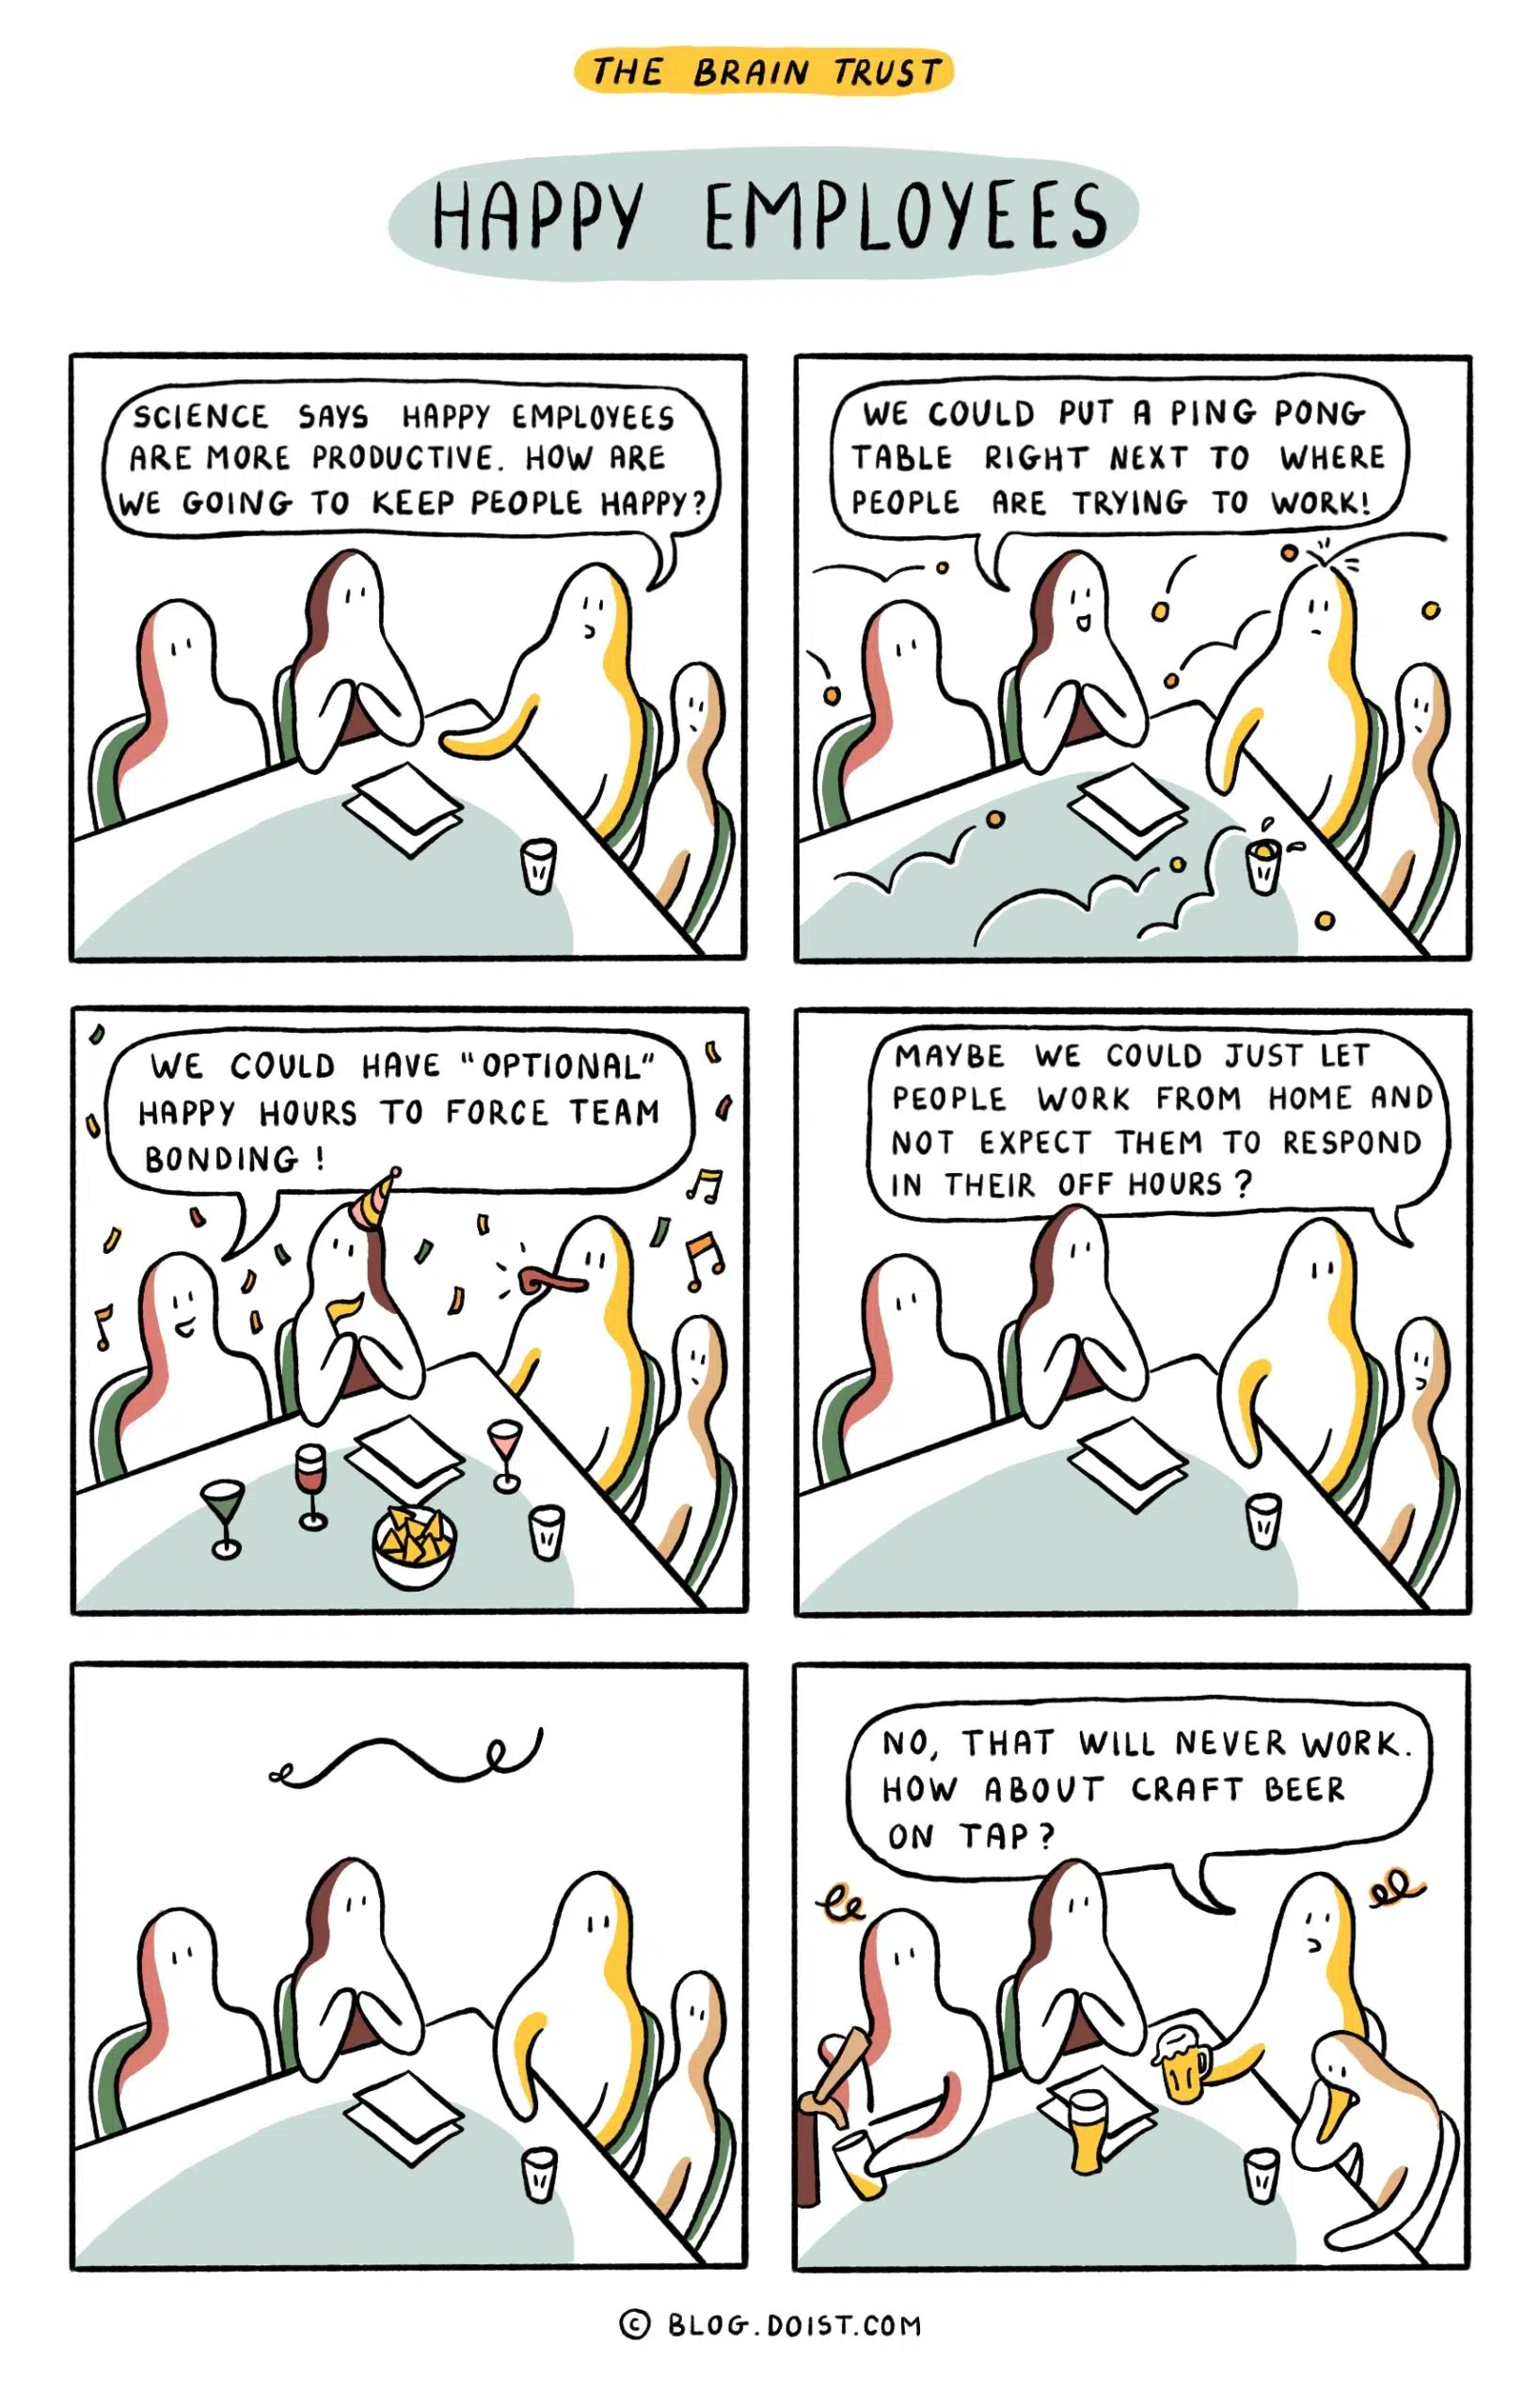 THE BRAIN TRUST
HAPPY EMPLOYEES
SCIENCE SAYS HAPPY EMPLOYEES
ARE MORE PRODUCTIVE. HOW ARE
WE GOING TO KEEP PEOPLE HAPPY?
WE COULD PUT A PING PONG
TABLE RIGHT NEXT TO WHERE
PEOPLE ARE TRYING TO WORK!
WE COULD HAVE "OPTIONAL"
HAPPY HOURS TO FORCE TEAM
BONDING!
MAYBE WE COULD JUST LET
PEOPLE WORK FROM HOME AND
NOT EXPECT THEM TO RESPOND
IN THEIR OFF HOURS?
NO, THAT WILL NEVER WORK.
HOW ABOUT CRAFT BEER
ON TAP?
© BLOG.DOIST.COM